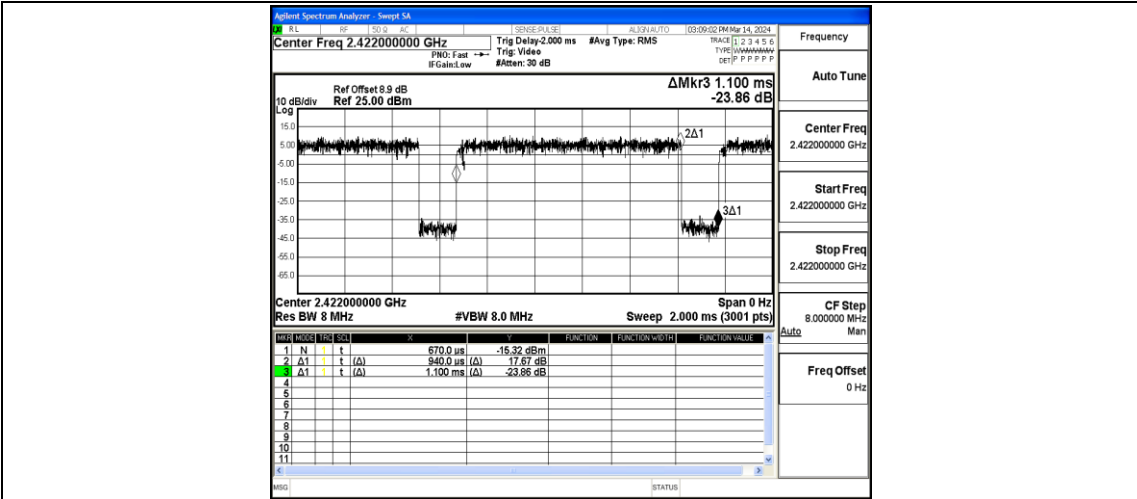 Agilent Spectrum Analyzer - Swept SA
LXI RL RF 50 Ω AC SENSE:PULSE ALIGN AUTO 03:09:02 PM Mar 14, 2024
Center Freq 2.422000000 GHz
PNO: Fast
IFGain:Low
Trig Delay-2.000 ms
Trig: Video
#Atten: 30 dB
#Avg Type: RMS
TRACE 1 2 3 4 5 6
TYPE
DET P P P P P P
ΔMkr3 1.100 ms
-23.86 dB
Ref Offset 8.9 dB
10 dB/div Ref 25.00 dBm
Log
15.0
5.00
-5.00
-15.0
-25.0
-35.0
-45.0
-55.0
-65.0
2Δ1
3Δ1
Center 2.422000000 GHz Span 0 Hz
Res BW 8 MHz #VBW 8.0 MHz Sweep 2.000 ms (3001 pts)
MKR MODE TRC SCL X Y FUNCTION FUNCTION WIDTH FUNCTION VALUE
1 N 1 t 670.0 µs -15.32 dBm
2 Δ1 1 t (Δ) 940.0 µs (Δ) 17.67 dB
3 Δ1 1 t (Δ) 1.100 ms (Δ) -23.86 dB
4
5
6
7
8
9
10
11
MSG STATUS
Frequency
Auto Tune
Center Freq
2.422000000 GHz
Start Freq
2.422000000 GHz
Stop Freq
2.422000000 GHz
CF Step
8.000000 MHz
Auto Man
Freq Offset
0 Hz